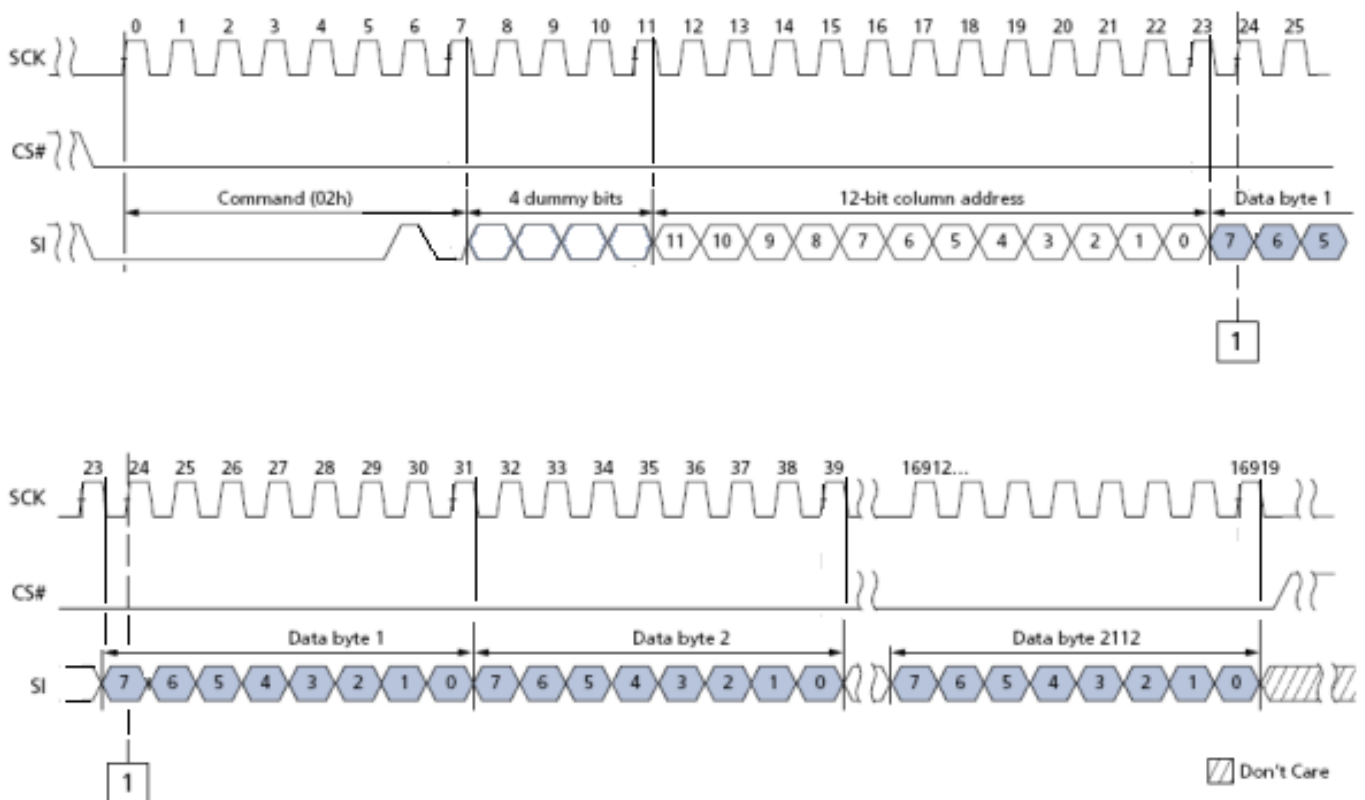 0 1 2 3 4 5 6 7 8 9 10 11 12 13 14 15 16 17 18 19 20 21 22 23 24 25
SCK
CS#
Command (02h) 4 dummy bits 12-bit column address Data byte 1
SI 11 10 9 8 7 6 5 4 3 2 1 0 7 6 5
1
23 24 25 26 27 28 29 30 31 32 33 34 35 36 37 38 39 16912... 16919
SCK
CS#
Data byte 1 Data byte 2 Data byte 2112
SI 7 6 5 4 3 2 1 0 7 6 5 4 3 2 1 0 7 6 5 4 3 2 1 0
1
Don't Care